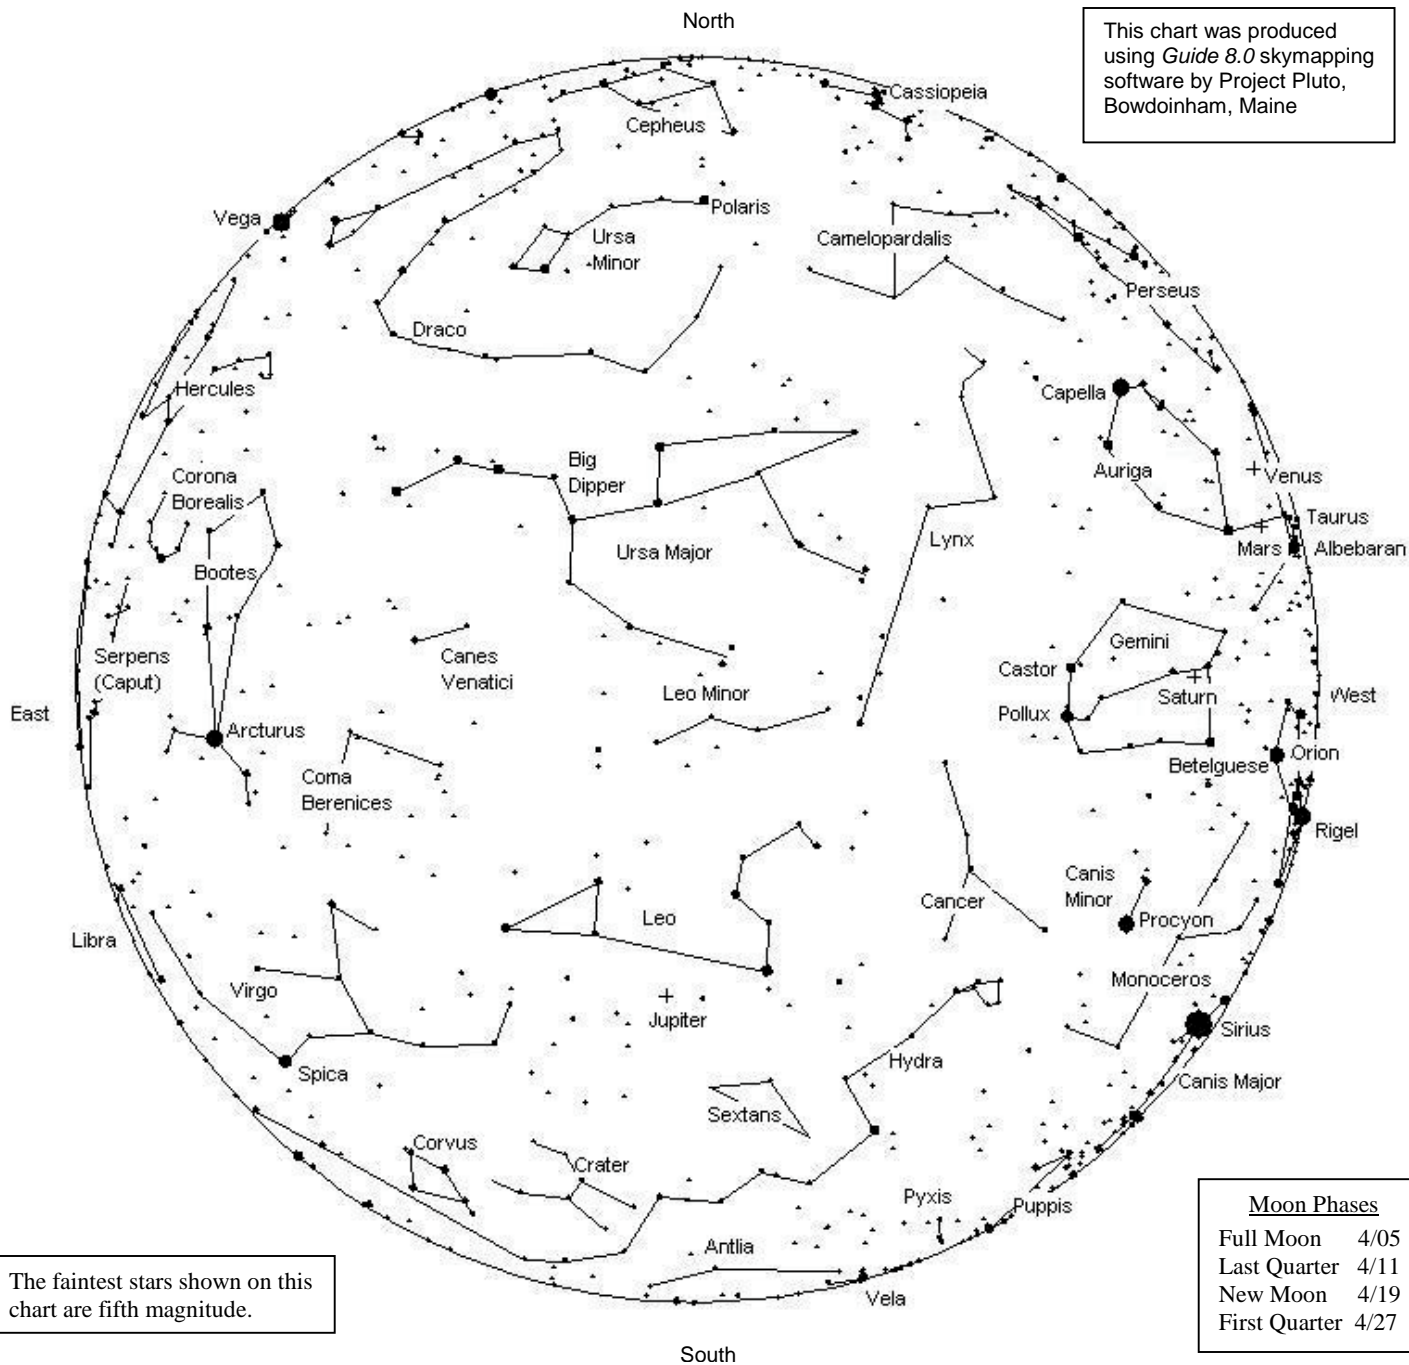 North
This chart was produced
using Guide 8.0 skymapping
software by Project Pluto,
Bowdoinham, Maine
Cassiopeia
Cepheus
Vega
Polaris
Ursa
Minor
Camelopardalis
Perseus
Draco
Hercules
Capella
Big
Dipper
Auriga
Venus
Corona
Borealis
Taurus
Lynx
Ursa Major
Mars
Albebaran
Bootes
Serpens
(Caput)
Canes
Venatici
Gemini
Castor
Leo Minor
Saturn
West
East
Pollux
Arcturus
Orion
Betelguese
Coma
Berenices
Rigel
Canis
Minor
Cancer
Leo
Procyon
Libra
Virgo
Monoceros
Jupiter
Sirius
Hydra
Spica
Canis Major
Sextans
Corvus
Crater
Pyxis
Puppis
Antlia
Vela
Moon Phases
Full Moon 4/05
Last Quarter 4/11
New Moon 4/19
First Quarter 4/27
The faintest stars shown on this
chart are fifth magnitude.
South